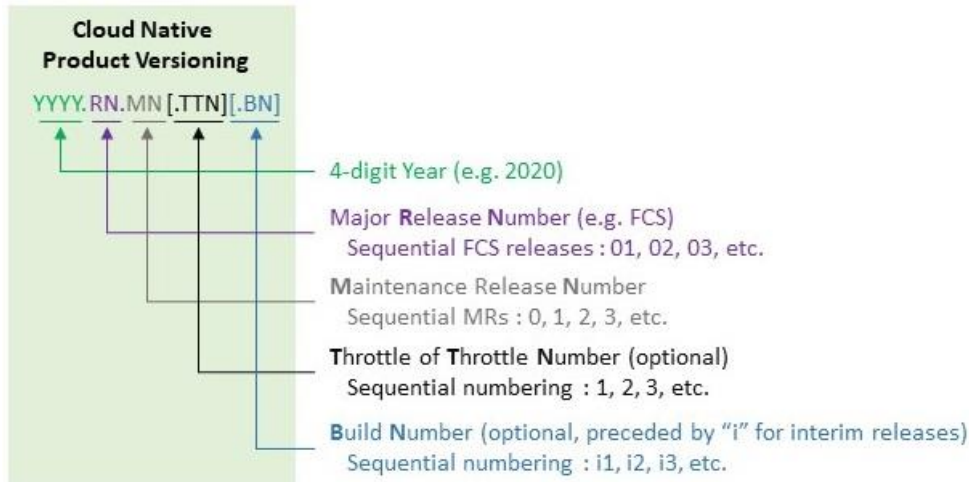 Cloud Native
Product Versioning
YYYY.RN.MN[.TTN][.BN]
4-digit Year (e.g. 2020)
Major Release Number (e.g. FCS)
Sequential FCS releases : 01, 02, 03, etc.
Maintenance Release Number
Sequential MRs : 0, 1, 2, 3, etc.
Throttle of Throttle Number (optional)
Sequential numbering : 1, 2, 3, etc.
Build Number (optional, preceded by “i” for interim releases)
Sequential numbering : i1, i2, i3, etc.